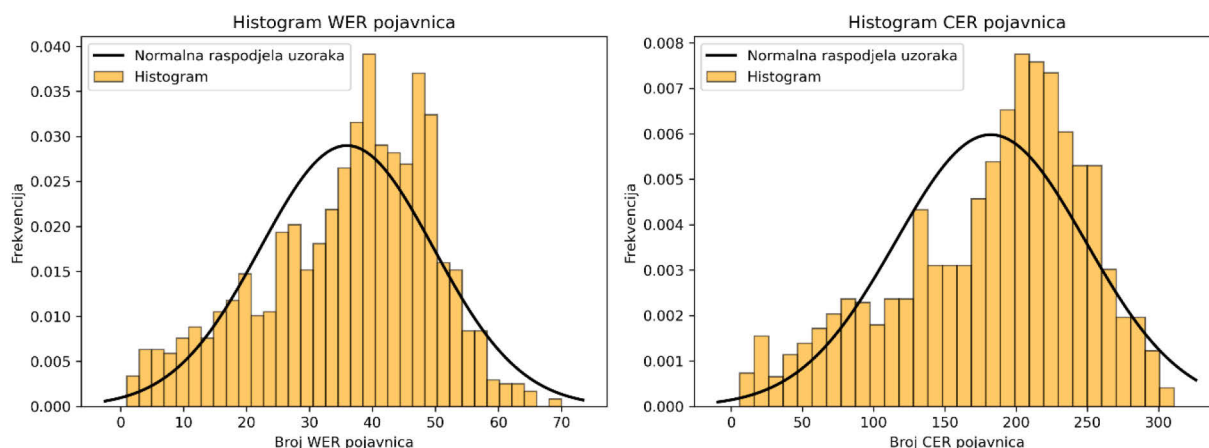 Histogram WER pojavnica
Normalna raspodjela uzoraka
Histogram
Frekvencija
0.040
0.035
0.030
0.025
0.020
0.015
0.010
0.005
0.000
0 10 20 30 40 50 60 70
Broj WER pojavnica
Histogram CER pojavnica
Normalna raspodjela uzoraka
Histogram
Frekvencija
0.008
0.007
0.006
0.005
0.004
0.003
0.002
0.001
0.000
0 50 100 150 200 250 300
Broj CER pojavnica